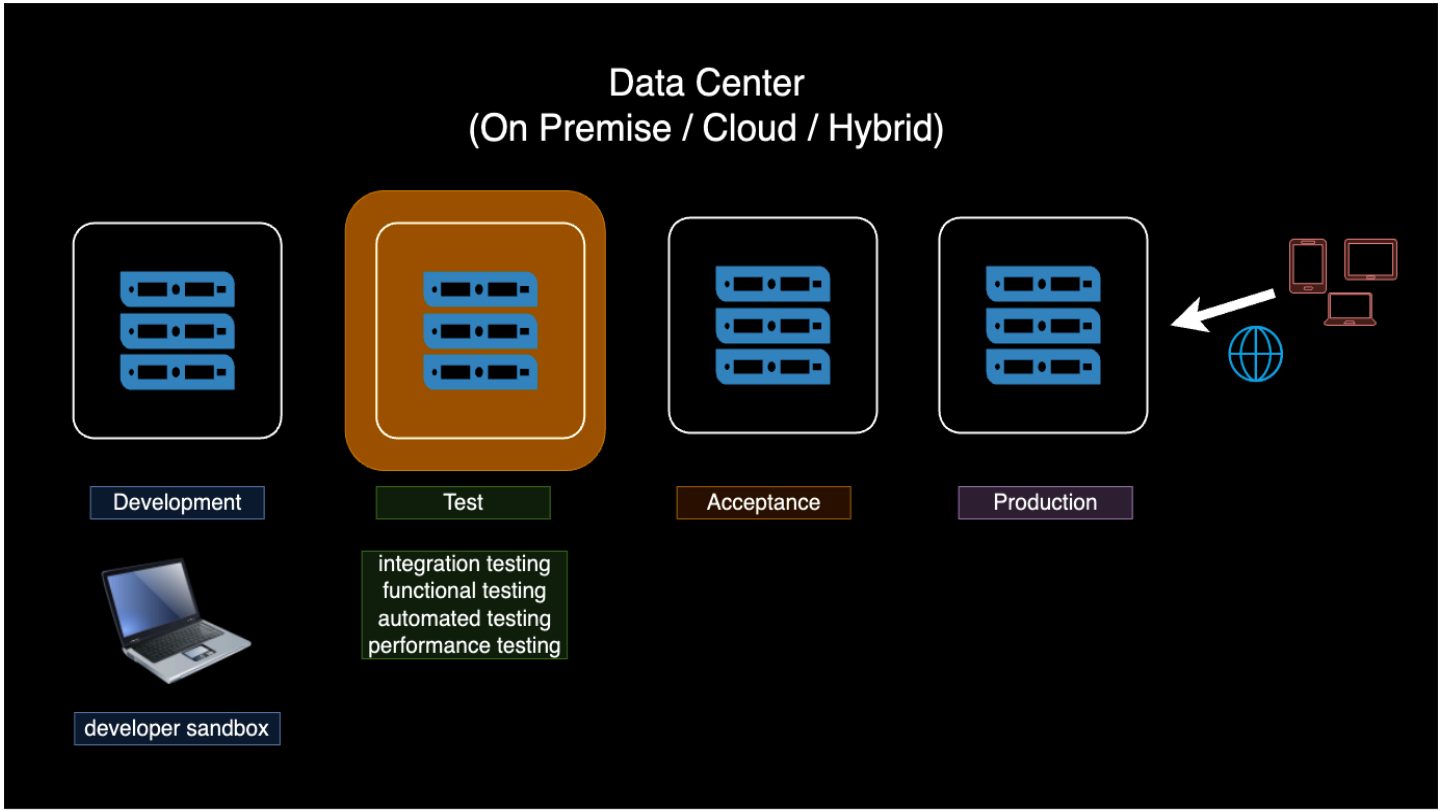 Data Center
(On Premise / Cloud / Hybrid)
Development
Test
Acceptance
Production
integration testing
functional testing
automated testing
performance testing
developer sandbox